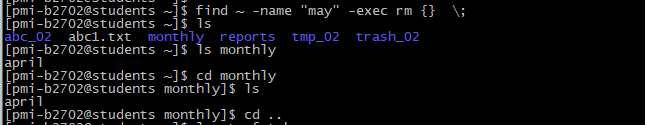 [pmi-b2702@students ~]$ find ~ -name "may" -exec rm {}  \;
[pmi-b2702@students ~]$ ls
abc_02  abc1.txt  monthly  reports  tmp_02  trash_02
[pmi-b2702@students ~]$ ls monthly
april
[pmi-b2702@students ~]$ cd monthly
[pmi-b2702@students monthly]$ ls
april
[pmi-b2702@students monthly]$ cd ..